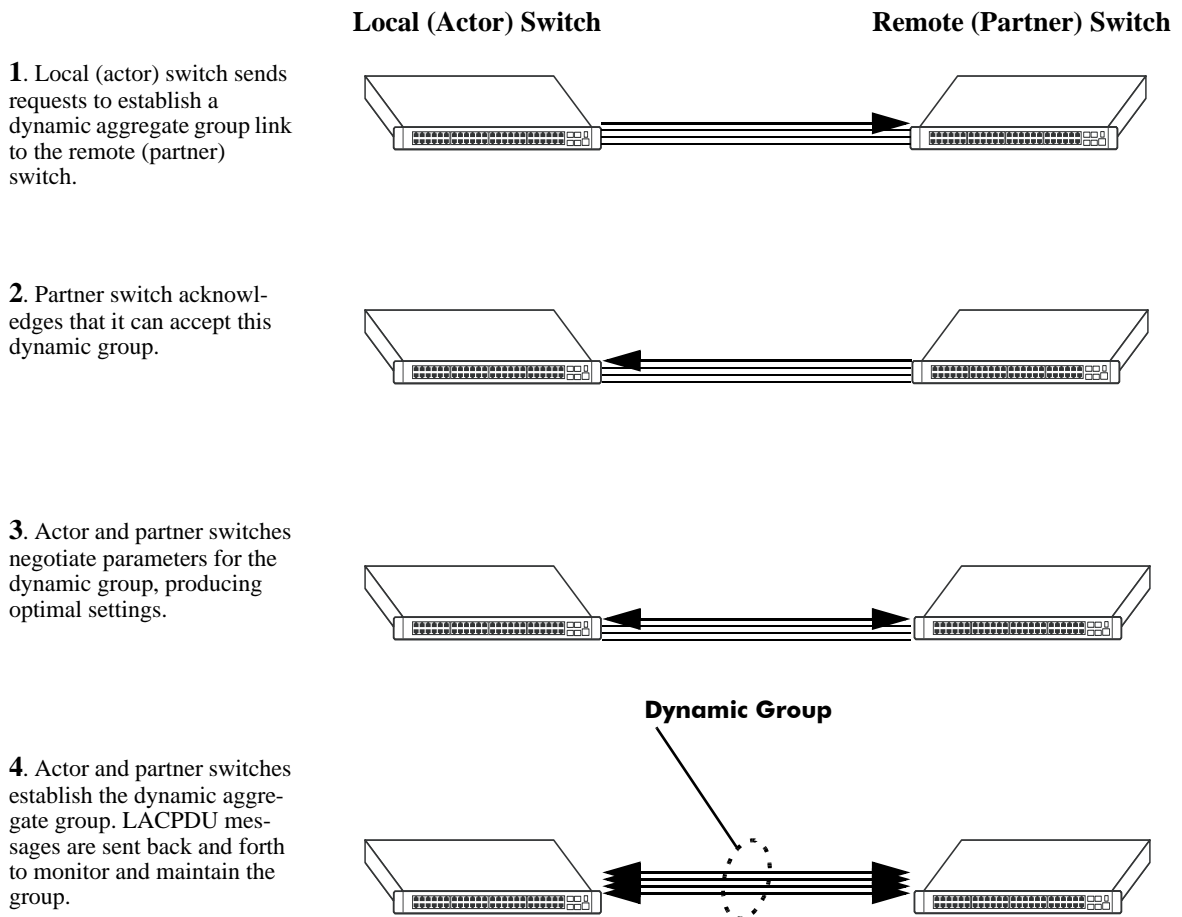 Local (Actor) Switch
Remote (Partner) Switch
1. Local (actor) switch sends
requests to establish a
dynamic aggregate group link
to the remote (partner)
switch.
2. Partner switch acknowl-
edges that it can accept this
dynamic group.
3. Actor and partner switches
negotiate parameters for the
dynamic group, producing
optimal settings.
Dynamic Group
4. Actor and partner switches
establish the dynamic aggre-
gate group. LACPDU mes-
sages are sent back and forth
to monitor and maintain the
group.